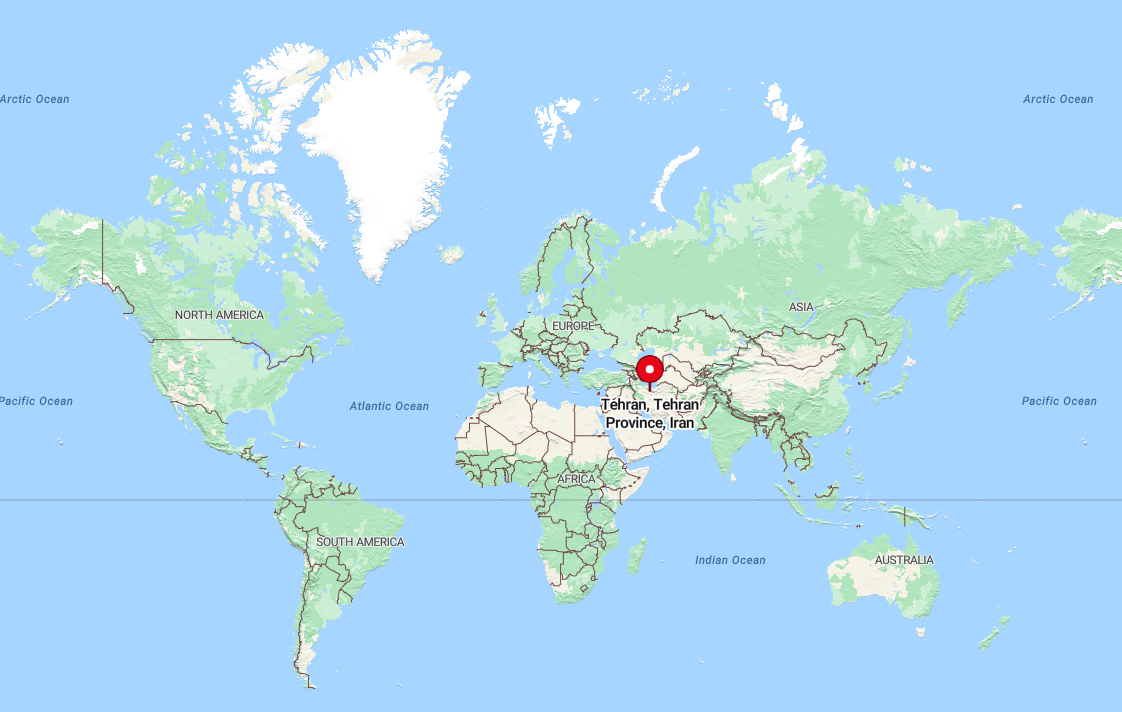 Arctic Ocean
Arctic Ocean
NORTH AMERICA
ASIA
EUROPE
Pacific Ocean
Atlantic Ocean
Tehran, Tehran
Province, Iran
Pacific Ocean
AFRICA
SOUTH AMERICA
Indian Ocean
AUSTRALIA